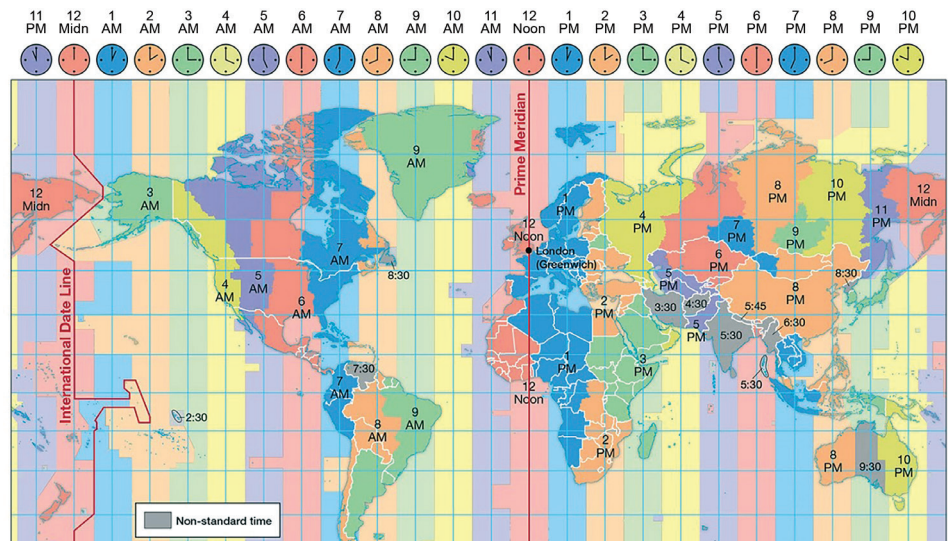 11 PM
12 Midn
1 AM
2 AM
3 AM
4 AM
5 AM
6 AM
7 AM
8 AM
9 AM
10 AM
11 AM
12 Noon
1 PM
2 PM
3 PM
4 PM
5 PM
6 PM
7 PM
8 PM
9 PM
10 PM
Prime Meridian
International Date Line
12
Midn
3
AM
4
AM
5
AM
6
AM
7
AM
8:30
9
AM
7:30
7
AM
8
AM
9
AM
2:30
12
Noon
London
(Greenwich)
1
PM
1
PM
12
Noon
2
PM
2
PM
3
PM
4
PM
3:30
5
PM
4:30
5
PM
5:30
5:45
6:30
5:30
6
PM
7
PM
8
PM
9
PM
10
PM
11
PM
12
Midn
8:30
8
PM
8
PM
9:30
10
PM
Non-standard time